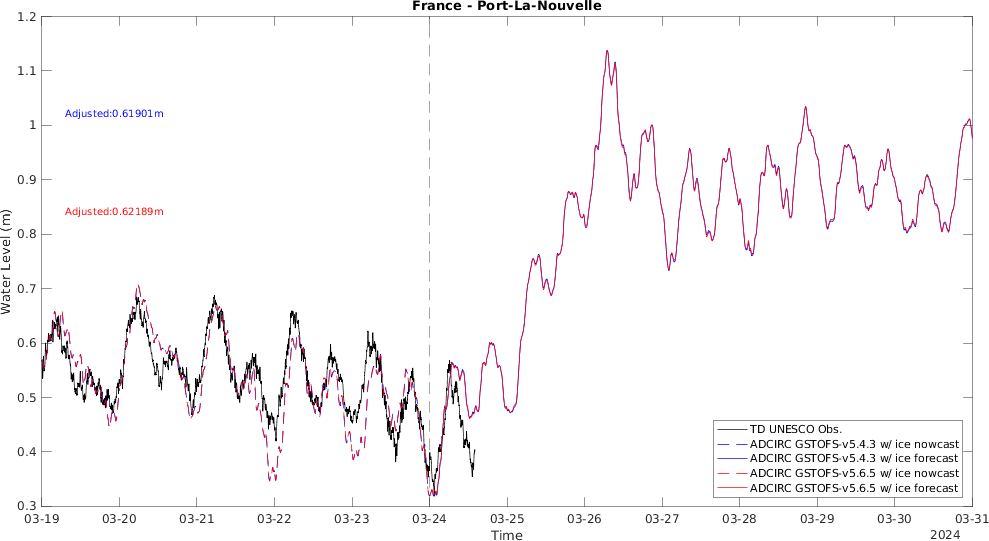 France - Port-La-Nouvelle
1.2
1.1
1
0.9
0.8
0.7
0.6
0.5
0.4
0.3
Water Level (m)
Adjusted:0.61901m
Adjusted:0.62189m
TD UNESCO Obs.
ADCIRC GSTOFS-v5.4.3 w/ ice nowcast
ADCIRC GSTOFS-v5.4.3 w/ ice forecast
ADCIRC GSTOFS-v5.6.5 w/ ice nowcast
ADCIRC GSTOFS-v5.6.5 w/ ice forecast
03-19 03-20 03-21 03-22 03-23 03-24 03-25 03-26 03-27 03-28 03-29 03-30 03-31
Time
2024